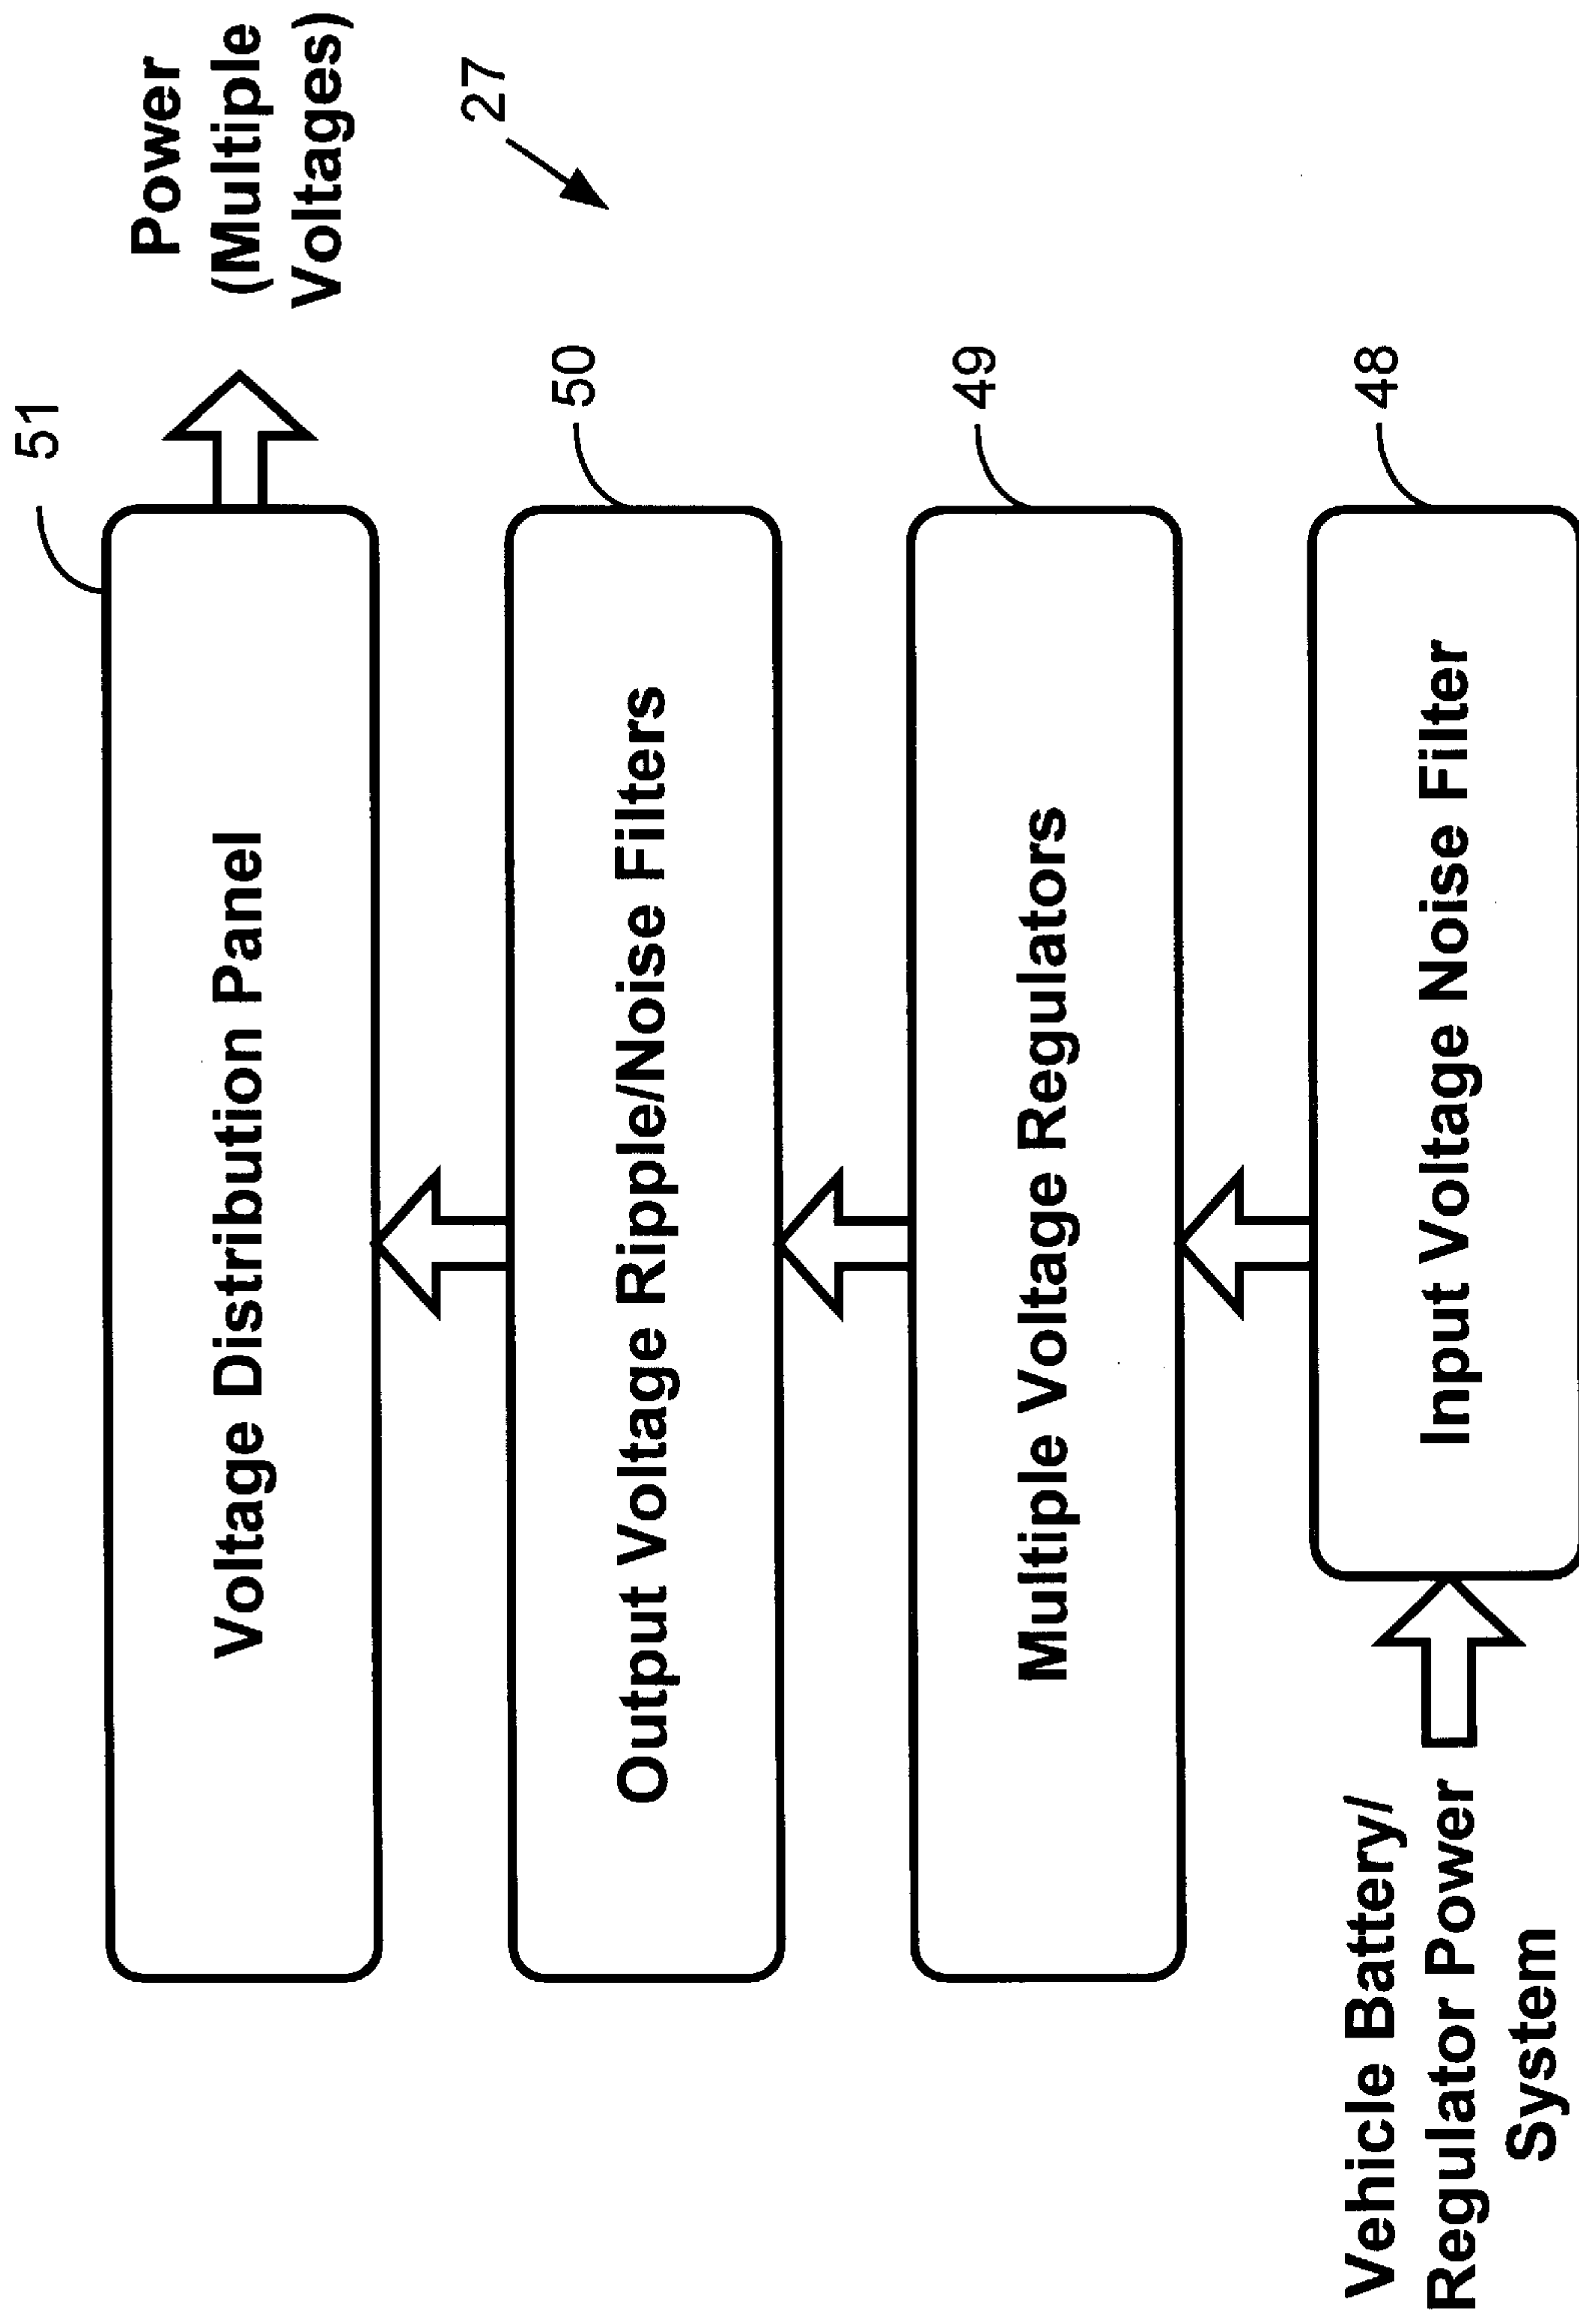 51
Voltage Distribution Panel
Power
(Multiple
Voltages)
27
50
Output Voltage Ripple/Noise Filters
49
Multiple Voltage Regulators
48
Vehicle Battery/
Regulator Power
System
Input Voltage Noise Filter